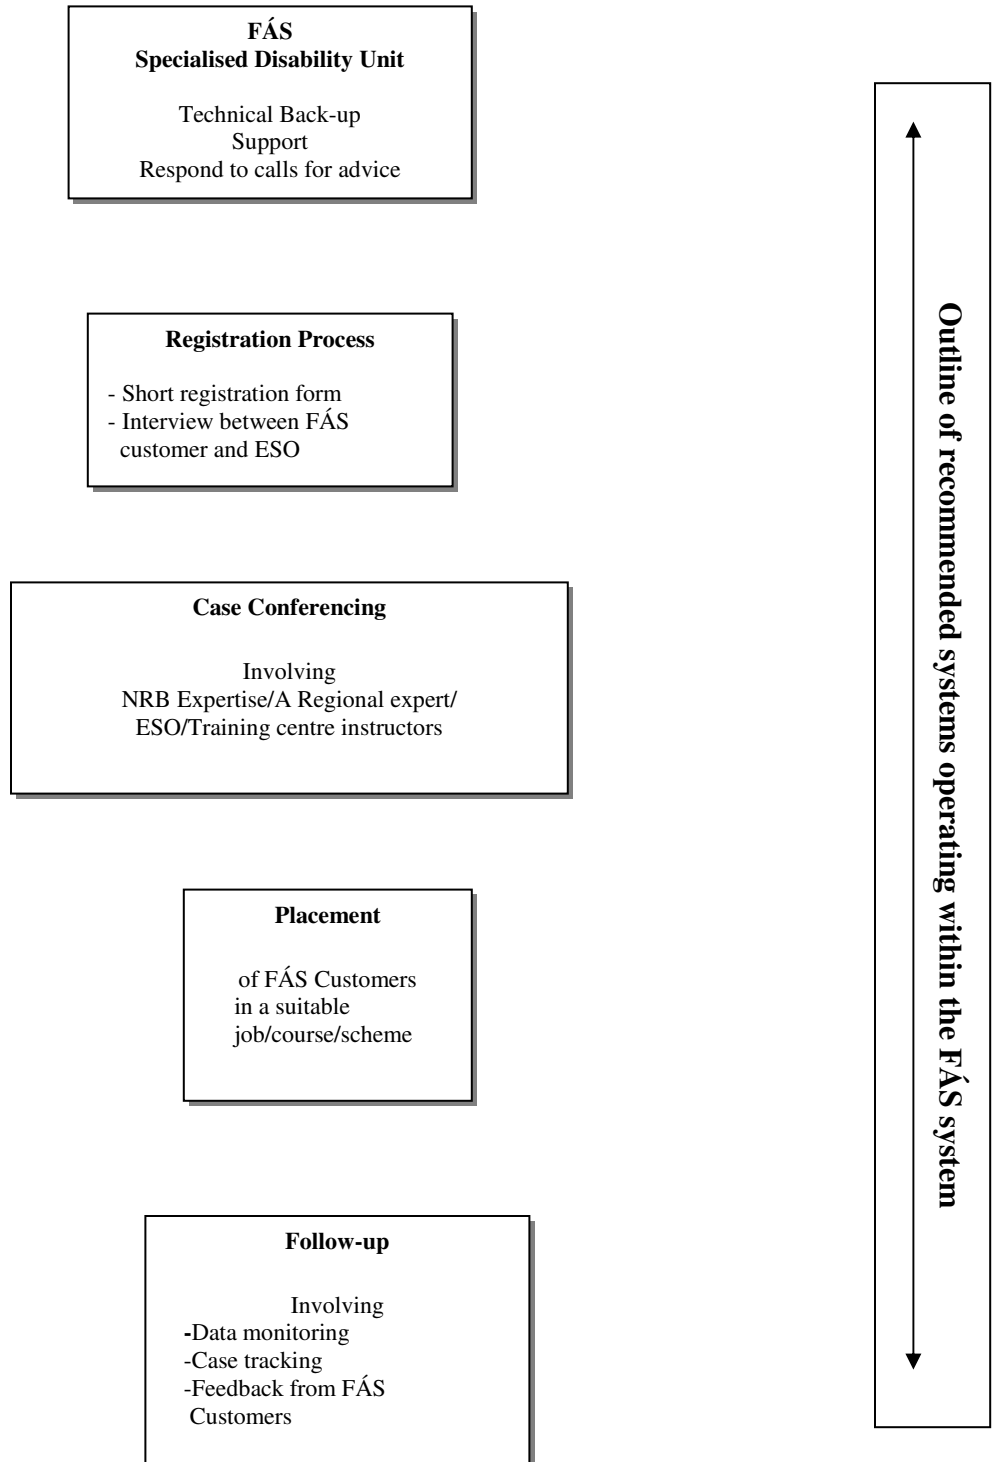 FÁS
Specialised Disability Unit
Technical Back-up
Support
Respond to calls for advice
Registration Process
- Short registration form
- Interview between FÁS
customer and ESO
Case Conferencing
Involving
NRB Expertise/A Regional expert/
ESO/Training centre instructors
Placement
of FÁS Customers
in a suitable
job/course/scheme
Follow-up
Involving
-Data monitoring
-Case tracking
-Feedback from FÁS
Customers
Outline of recommended systems operating within the FÁS system